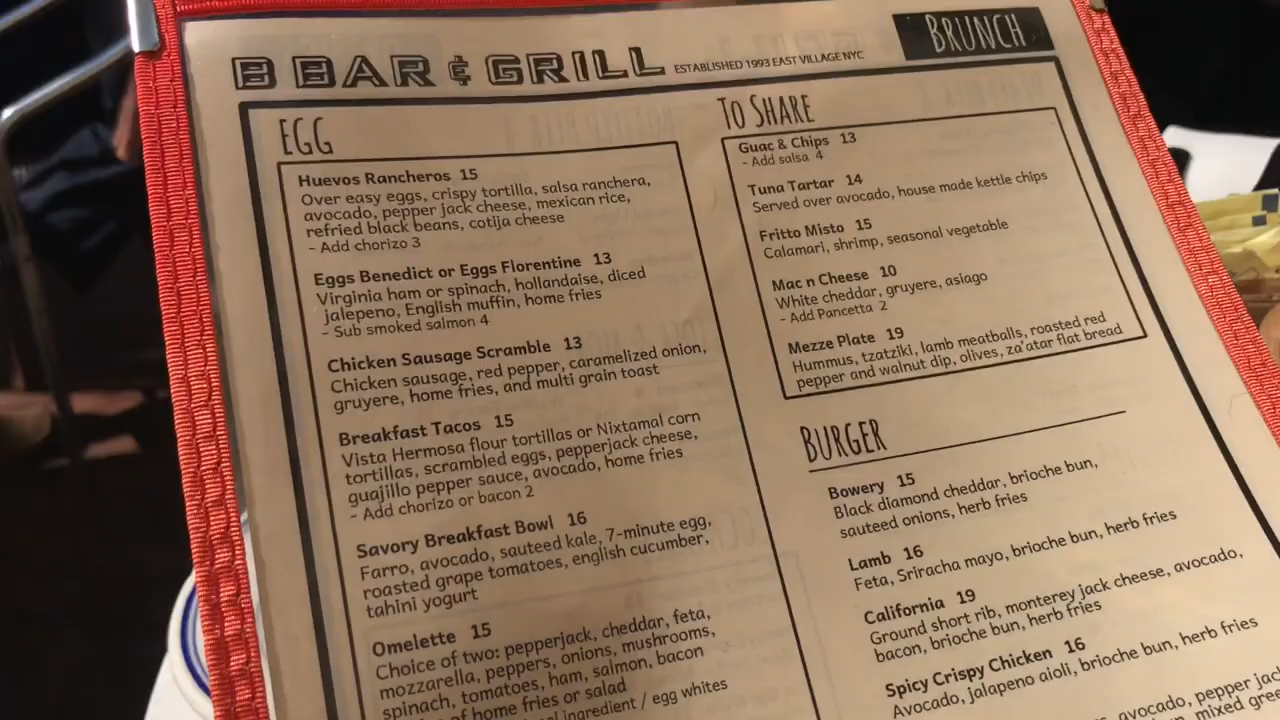 B BAR & GRILL ESTABLISHED 1993 EAST VILLAGE NYC
BRUNCH
EGG
Huevos Rancheros 15
Over easy eggs, crispy tortilla, salsa ranchera,
avocado, pepper jack cheese, mexican rice,
refried black beans, cotija cheese
- Add chorizo 3
Eggs Benedict or Eggs Florentine 13
Virginia ham or spinach, hollandaise, diced
jalepeno, English muffin, home fries
- Sub smoked salmon 4
Chicken Sausage Scramble 13
Chicken sausage, red pepper, caramelized onion,
gruyere, home fries, and multi grain toast
Breakfast Tacos 15
Vista Hermosa flour tortillas or Nixtamal corn
tortillas, scrambled eggs, pepperjack cheese,
guajillo pepper sauce, avocado, home fries
- Add chorizo or bacon 2
Savory Breakfast Bowl 16
Farro, avocado, sauteed kale, 7-minute egg,
roasted grape tomatoes, english cucumber,
tahini yogurt
Omelette 15
Choice of two: pepperjack, cheddar, feta,
mozzarella, peppers, onions, mushrooms,
spinach, tomatoes, ham, salmon, bacon
of home fries or salad
ingredient / egg whites
TO SHARE
Guac & Chips 13
- Add salsa 4
Tuna Tartar 14
Served over avocado, house made kettle chips
Fritto Misto 15
Calamari, shrimp, seasonal vegetable
Mac n Cheese 10
White cheddar, gruyere, asiago
- Add Pancetta 2
Mezze Plate 19
Hummus, tzatziki, lamb meatballs, roasted red
pepper and walnut dip, olives, za'atar flat bread
BURGER
Bowery 15
Black diamond cheddar, brioche bun,
sauteed onions, herb fries
Lamb 16
Feta, Sriracha mayo, brioche bun, herb fries
California 19
Ground short rib, monterey jack cheese, avocado,
bacon, brioche bun, herb fries
Spicy Crispy Chicken 16
Avocado, jalapeno aioli, brioche bun, herb fries
avocado, pepper jac
mixed gre